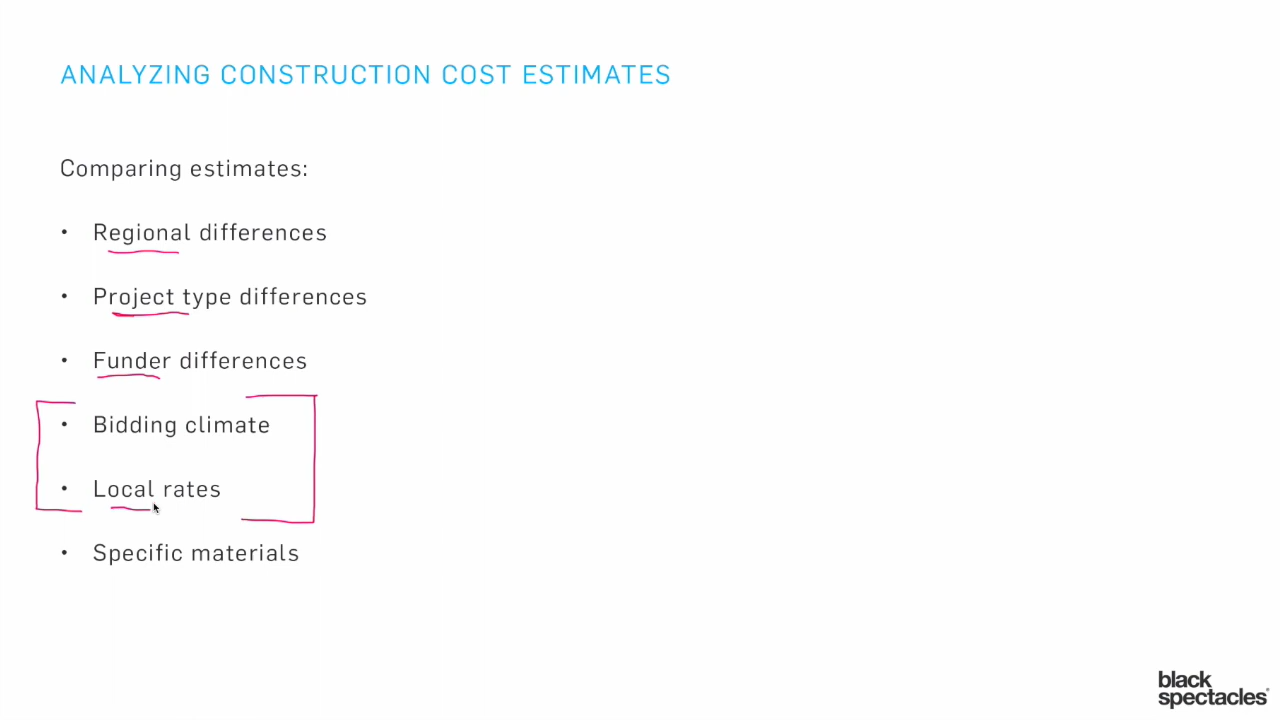 ANALYZING CONSTRUCTION COST ESTIMATES
Comparing estimates:
• Regional differences
• Project type differences
• Funder differences
• Bidding climate
• Local rates
• Specific materials
black
spectacles®